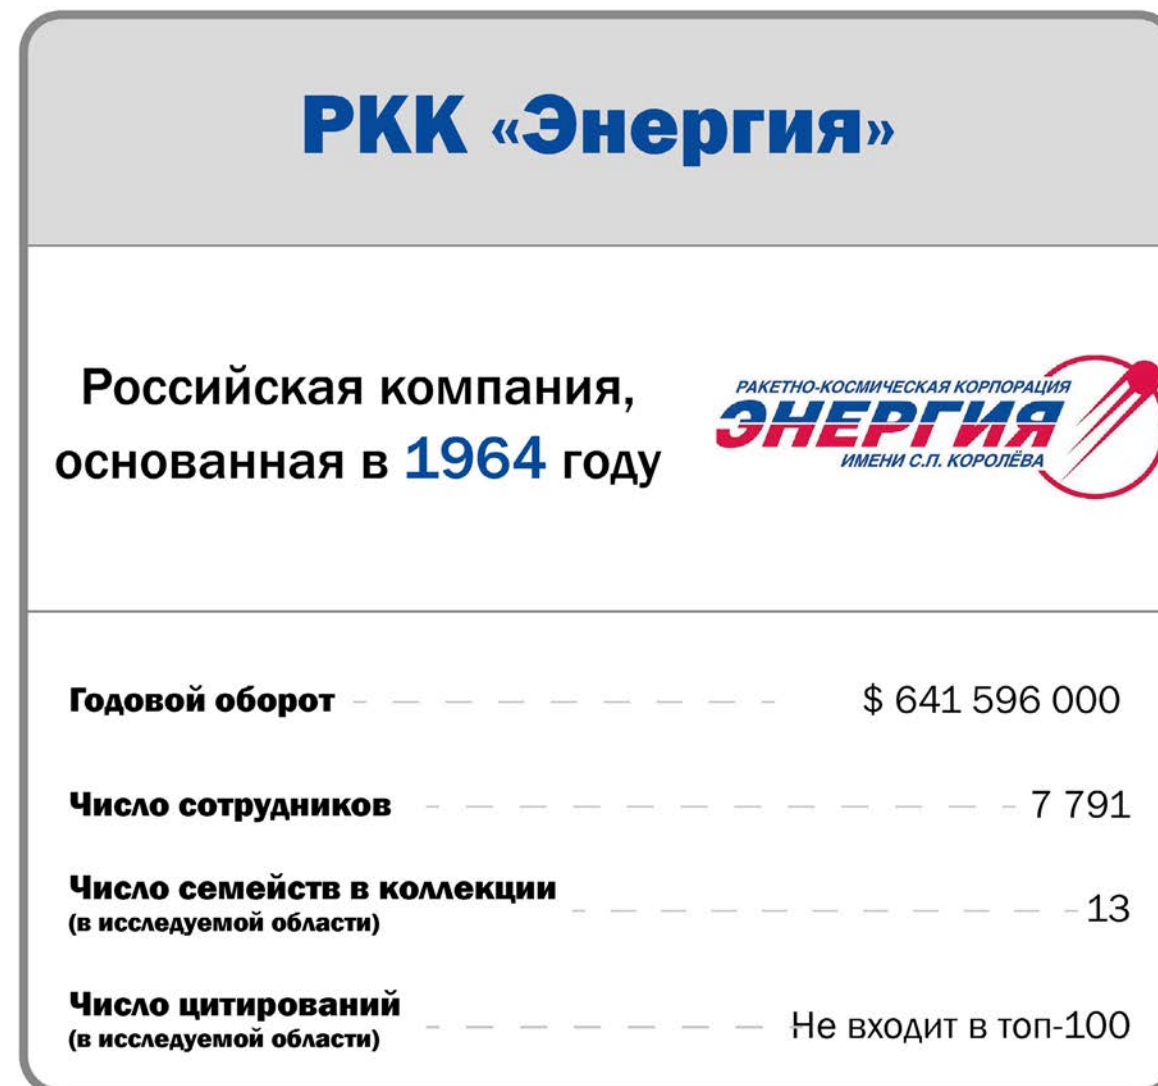 РКК «Энергия»
Российская компания,
основанная в 1964 году
РАКЕТНО-КОСМИЧЕСКАЯ КОРПОРАЦИЯ
ЭНЕРГИЯ
ИМЕНИ С.П. КОРОЛЁВА
Годовой оборот $ 641 596 000
Число сотрудников 7 791
Число семейств в коллекции
(в исследуемой области) 13
Число цитирований
(в исследуемой области) Не входит в топ-100